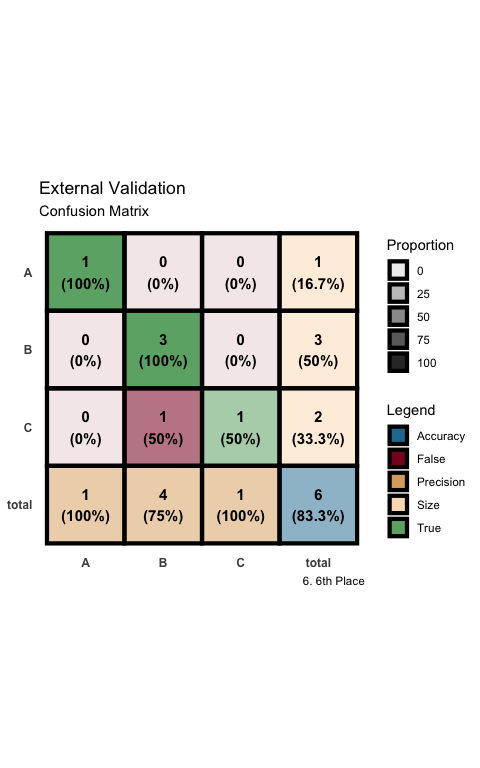 External Validation
Confusion Matrix
A
1
(100%)
0
(0%)
0
(0%)
1
(16.7%)
B
0
(0%)
3
(100%)
0
(0%)
3
(50%)
C
0
(0%)
1
(50%)
1
(50%)
2
(33.3%)
total
1
(100%)
4
(75%)
1
(100%)
6
(83.3%)
A B C total
6. 6th Place
Proportion
0
25
50
75
100
Legend
Accuracy
False
Precision
Size
True